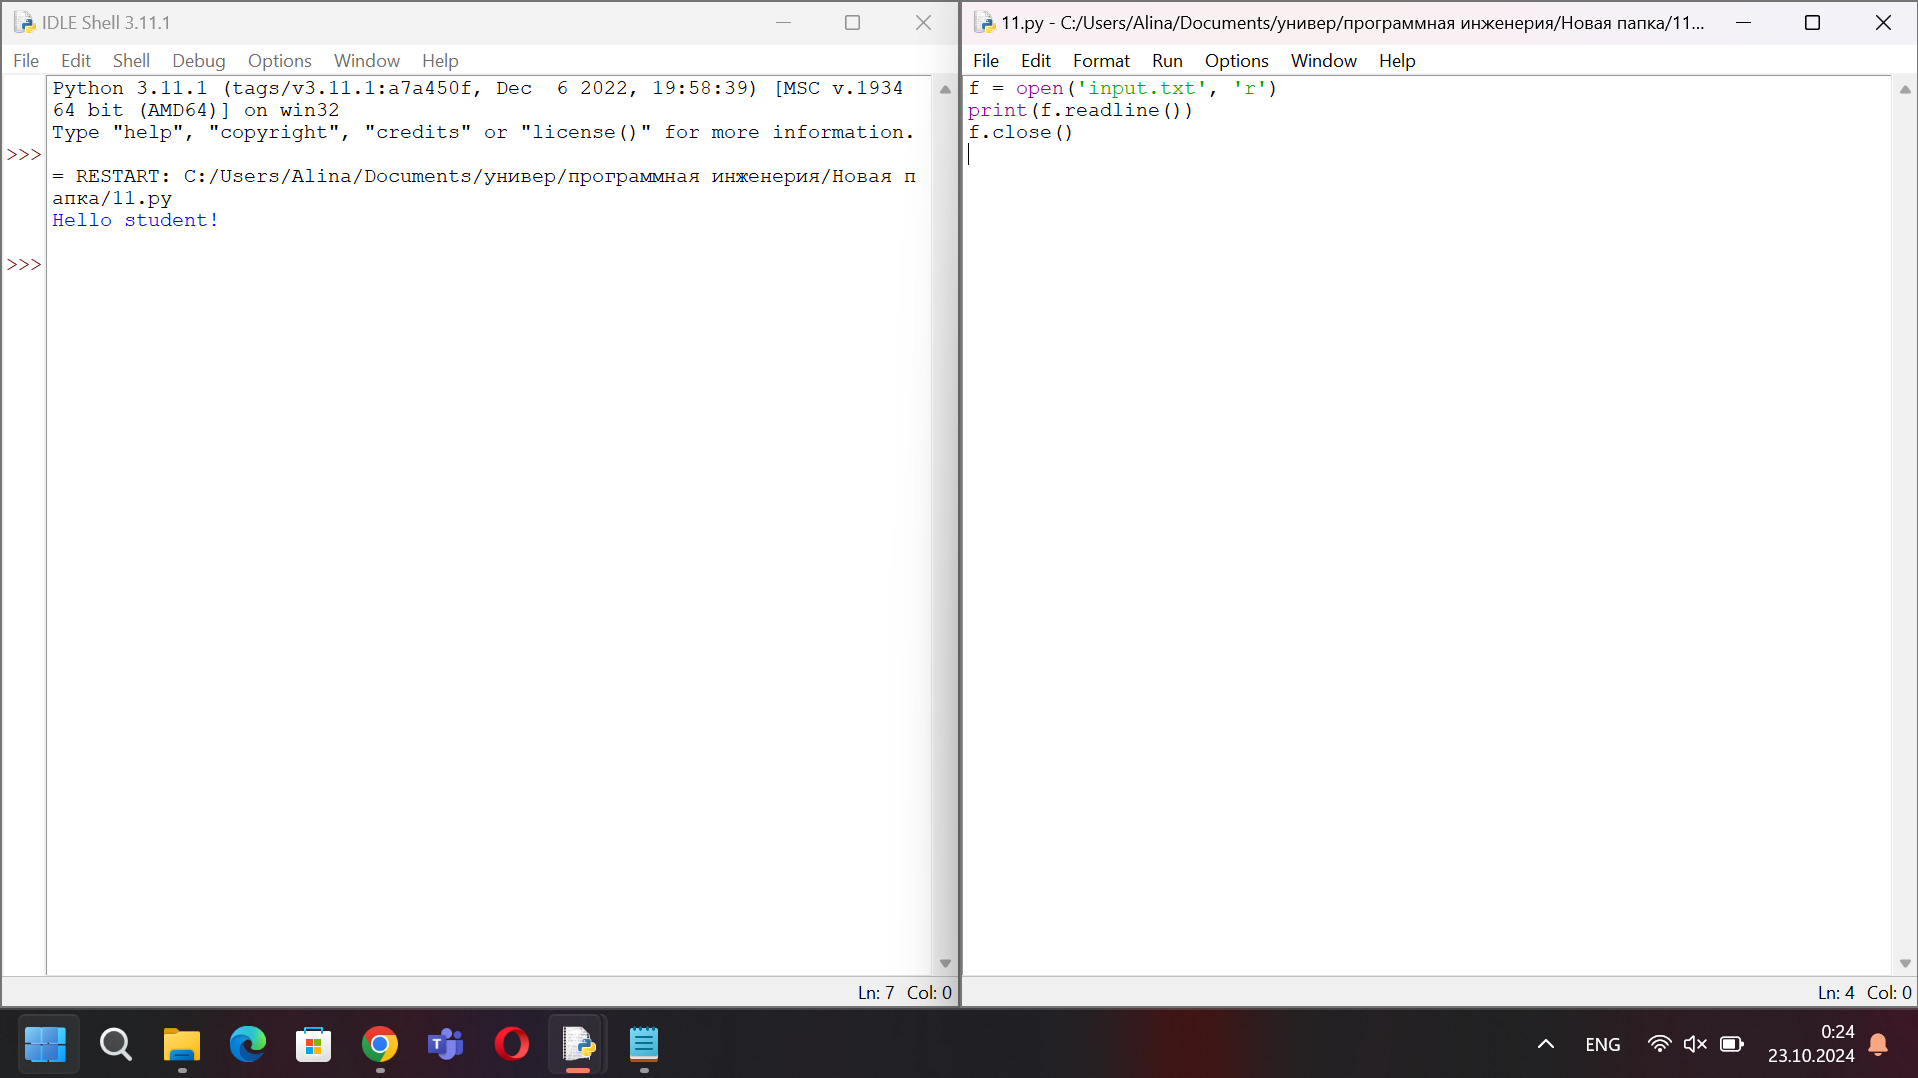 IDLE Shell 3.11.1
File Edit Shell Debug Options Window Help
Python 3.11.1 (tags/v3.11.1:a7a450f, Dec  6 2022, 19:58:39) [MSC v.1934
64 bit (AMD64)] on win32
Type "help", "copyright", "credits" or "license()" for more information.
>>>
= RESTART: C:/Users/Alina/Documents/универ/программная инженерия/Новая п
апка/11.py
Hello student!
>>>
Ln: 7 Col: 0
11.py - C:/Users/Alina/Documents/универ/программная инженерия/Новая папка/11...
File Edit Format Run Options Window Help
f = open('input.txt', 'r')
print(f.readline())
f.close()
Ln: 4 Col: 0
ENG
0:24
23.10.2024